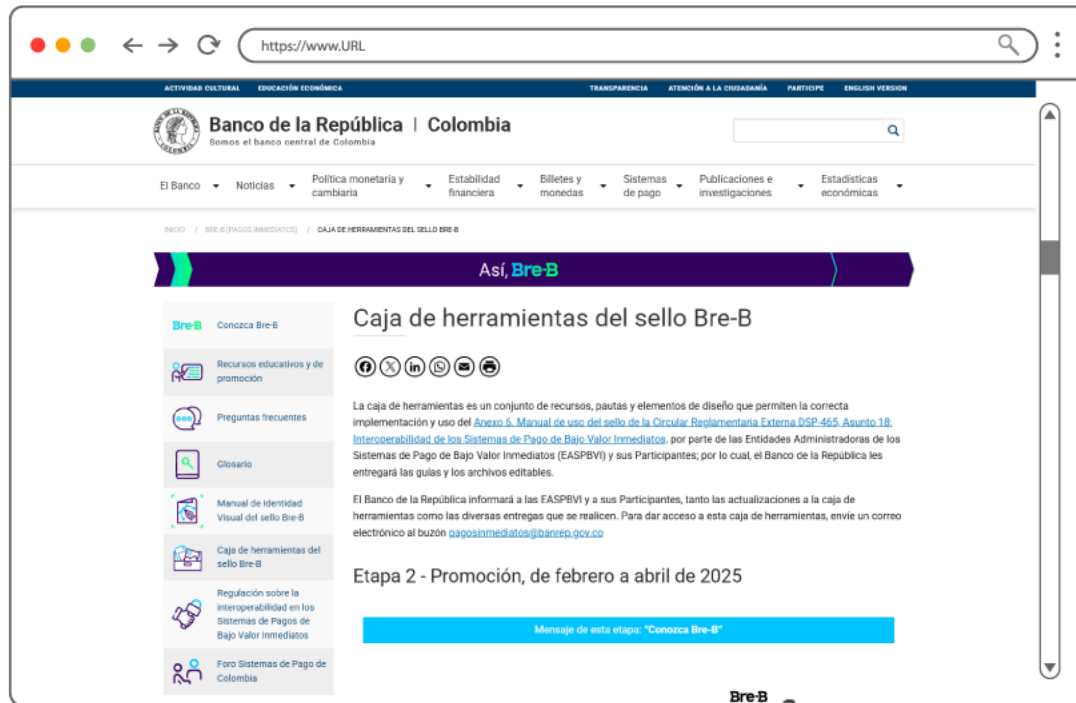 https://www.URL
ACTIVIDAD CULTURAL EDUCACIÓN ECONÓMICA TRANSPARENCIA ATENCIÓN A LA CIUDADANÍA PARTICIPE ENGLISH VERSION
Banco de la República | Colombia
Somos el banco central de Colombia
El Banco Noticias Política monetaria y cambiaria Estabilidad financiera Billetes y monedas Sistemas de pago Publicaciones e investigaciones Estadísticas económicas
INICIO / BRE-B (PAGOS INMEDIATOS) / CAJA DE HERRAMIENTAS DEL SELLO BRE-B
Así, Bre-B
Bre-B Conozca Bre-B
Recursos educativos y de
promoción
Preguntas frecuentes
Glosario
Manual de Identidad
Visual del sello Bre-B
Caja de herramientas del
sello Bre-B
Regulación sobre la
interoperabilidad en los
Sistemas de Pagos de
Bajo Valor Inmediatos
Foro Sistemas de Pago de
Colombia
Caja de herramientas del sello Bre-B
La caja de herramientas es un conjunto de recursos, pautas y elementos de diseño que permiten la correcta
implementación y uso del Anexo 6. Manual de uso del sello de la Circular Reglamentaria Externa DSP-465, Asunto 18:
Interoperabilidad de los Sistemas de Pago de Bajo Valor Inmediatos, por parte de las Entidades Administradoras de los
Sistemas de Pago de Bajo Valor Inmediatos (EASPBVI) y sus Participantes; por lo cual, el Banco de la República les
entregará las guías y los archivos editables.
El Banco de la República informará a las EASPBVI y a sus Participantes, tanto las actualizaciones a la caja de
herramientas como las diversas entregas que se realicen. Para dar acceso a esta caja de herramientas, envíe un correo
electrónico al buzón pagosinmediatos@banrep.gov.co
Etapa 2 - Promoción, de febrero a abril de 2025
Mensaje de esta etapa: "Conozca Bre-B"
Bre-B